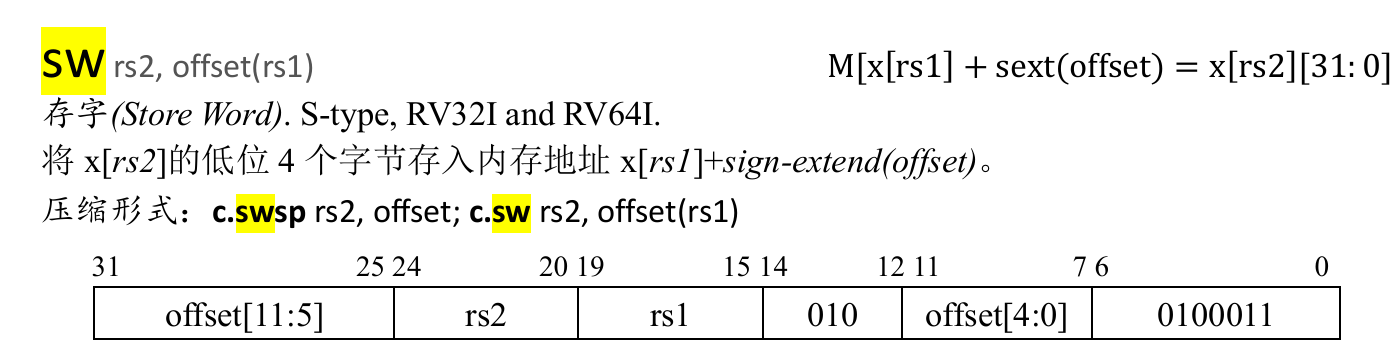 sw rs2, offset(rs1) M[x[rs1] + sext(offset) = x[rs2][31: 0]
存字(Store Word). S-type, RV32I and RV64I.
将 x[rs2]的低位 4 个字节存入内存地址 x[rs1]+sign-extend(offset)。
压缩形式：c.swsp rs2, offset; c.sw rs2, offset(rs1)
31 25 24 20 19 15 14 12 11 7 6 0
offset[11:5] rs2 rs1 010 offset[4:0] 0100011